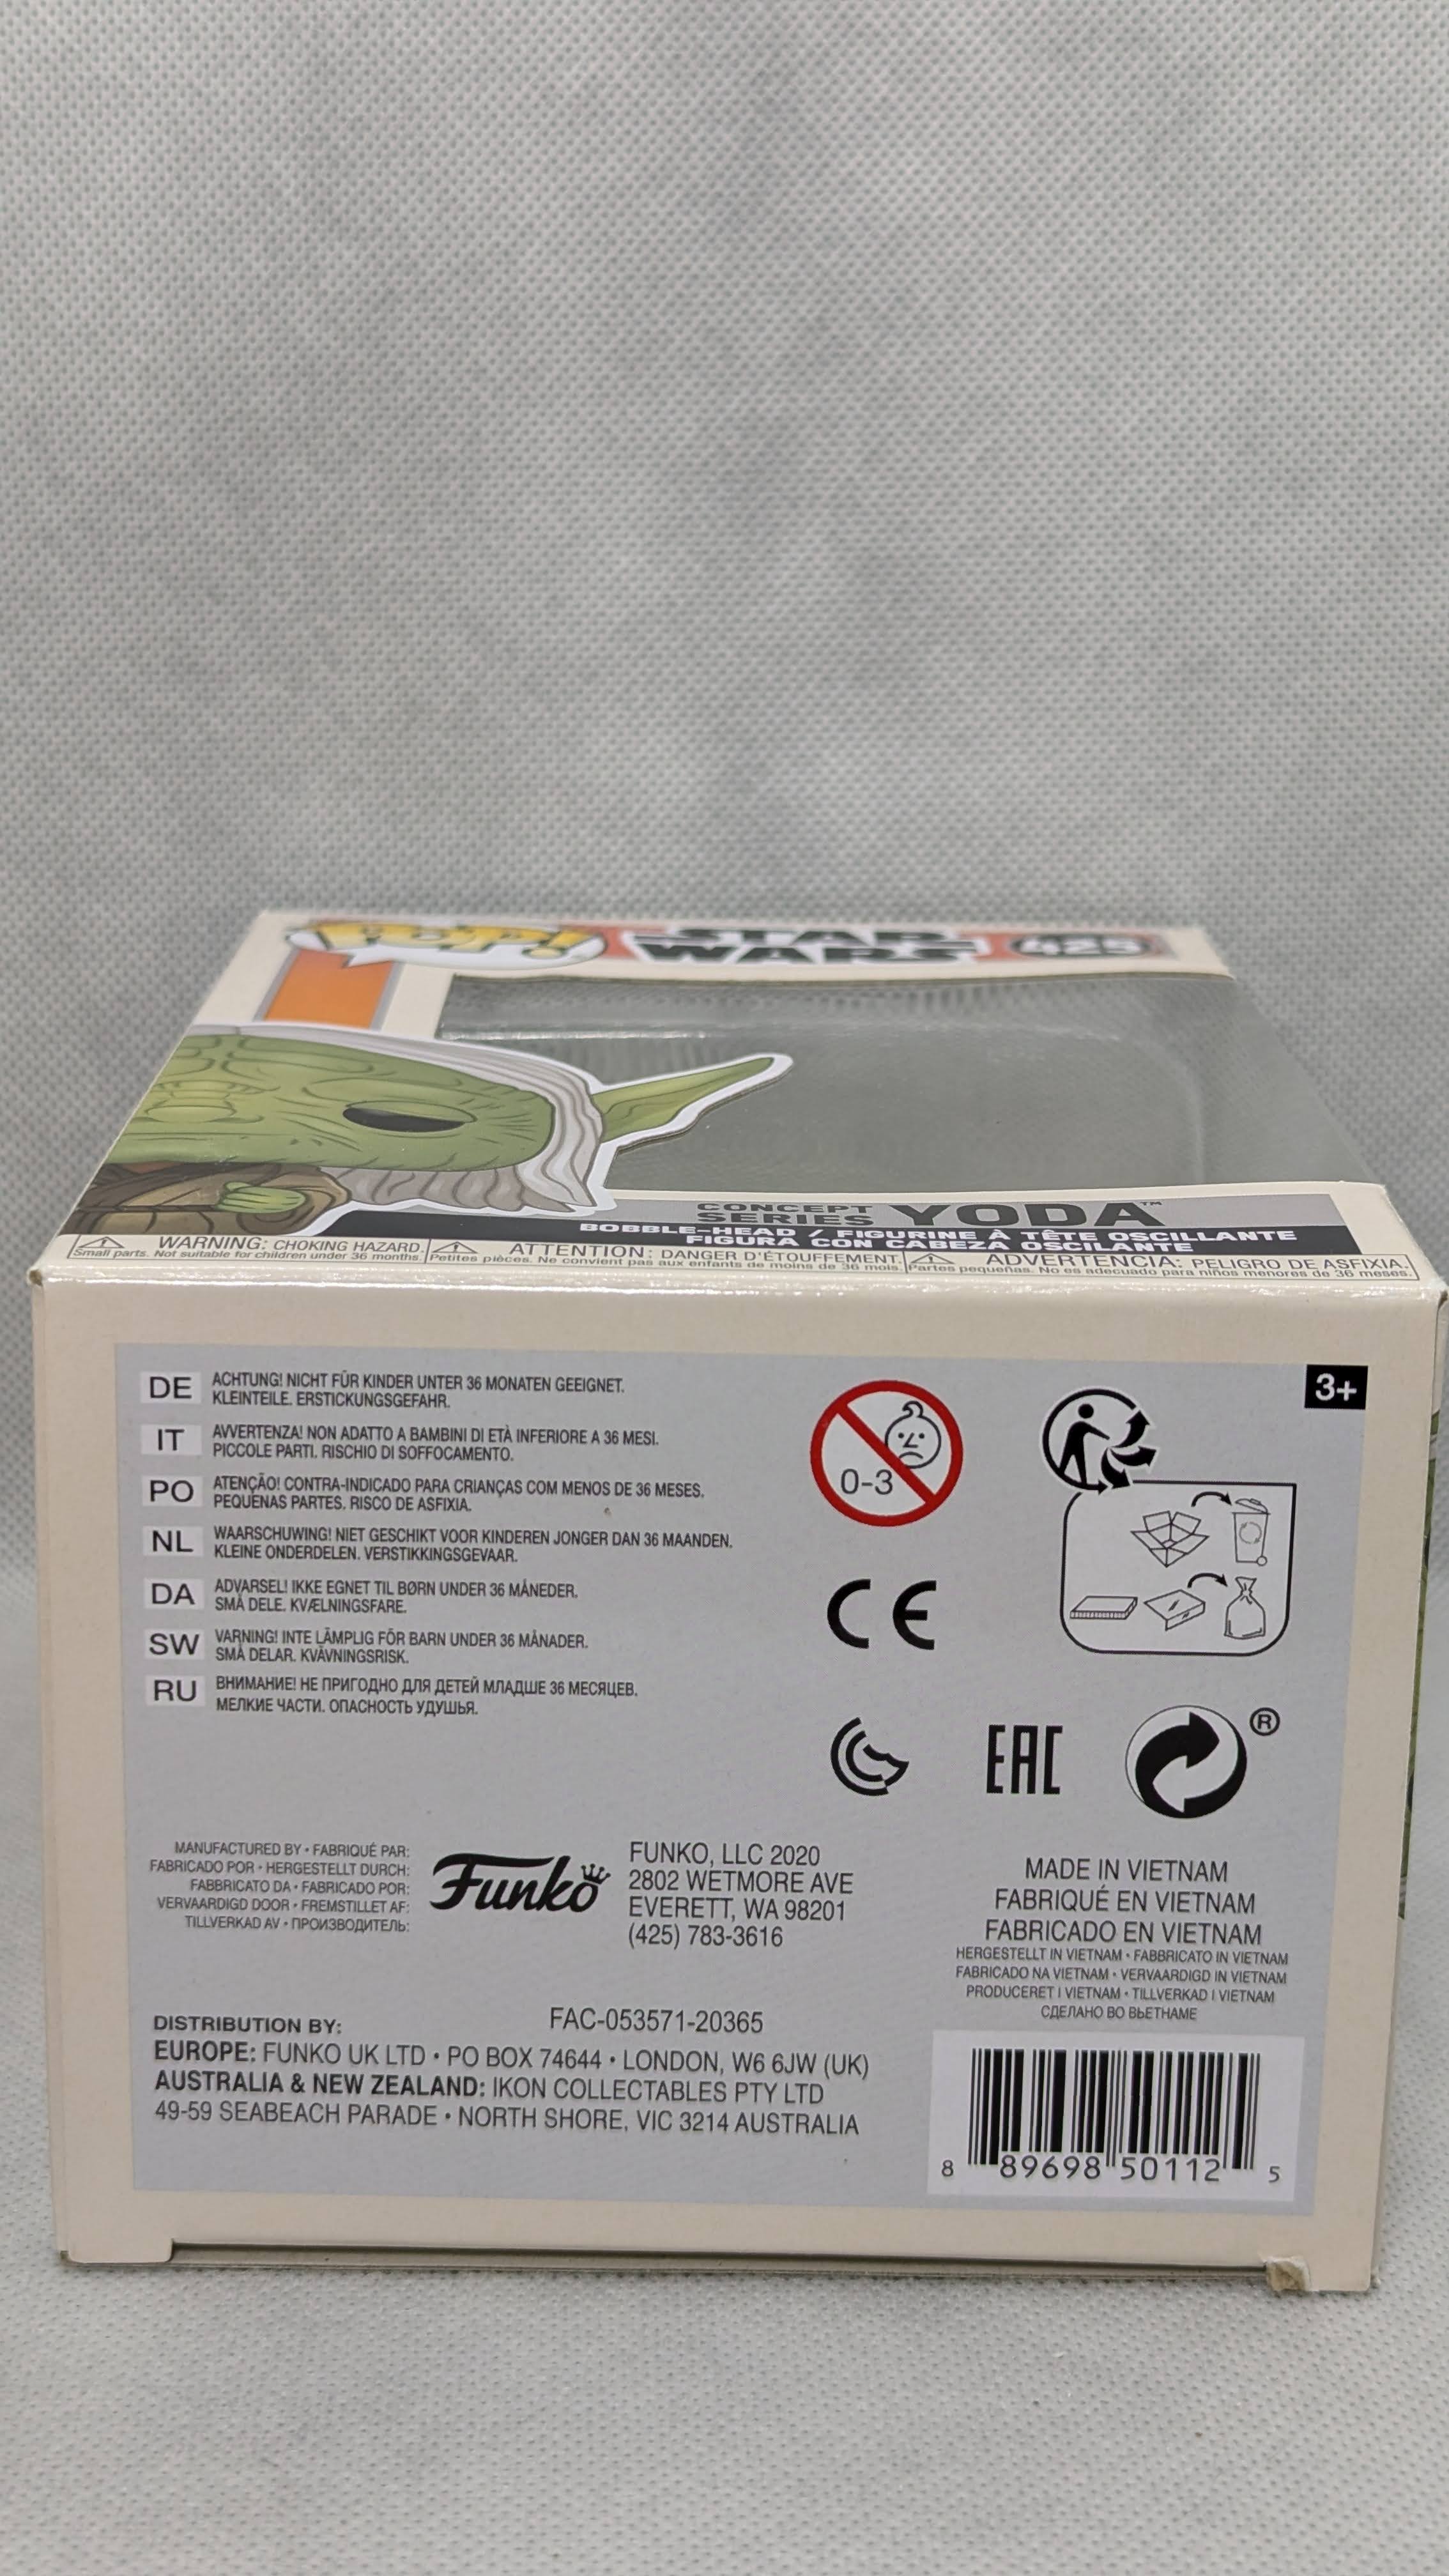 POP!
STAR
WARS
425
CONCEPT
SERIES
YODA™
BOBBLE-HEAD / FIGURINE À TÊTE OSCILLANTE
FIGURA CON CABEZA OSCILANTE
WARNING: CHOKING HAZARD.
Small parts. Not suitable for children under 36 months.
ATTENTION: DANGER D'ÉTOUFFEMENT.
Petites pièces. Ne convient pas aux enfants de moins de 36 mois.
ADVERTENCIA: PELIGRO DE ASFIXIA.
Partes pequeñas. No es adecuado para niños menores de 36 meses.
DE
ACHTUNG! NICHT FÜR KINDER UNTER 36 MONATEN GEEIGNET.
KLEINTEILE. ERSTICKUNGSGEFAHR.
IT
AVVERTENZA! NON ADATTO A BAMBINI DI ETÀ INFERIORE A 36 MESI.
PICCOLE PARTI. RISCHIO DI SOFFOCAMENTO.
PO
ATENÇÃO! CONTRA-INDICADO PARA CRIANÇAS COM MENOS DE 36 MESES.
PEQUENAS PARTES. RISCO DE ASFIXIA.
NL
WAARSCHUWING! NIET GESCHIKT VOOR KINDEREN JONGER DAN 36 MAANDEN.
KLEINE ONDERDELEN. VERSTIKKINGSGEVAAR.
DA
ADVARSEL! IKKE EGNET TIL BØRN UNDER 36 MÅNEDER.
SMÅ DELE. KVÆLNINGSFARE.
SW
VARNING! INTE LÄMPLIG FÖR BARN UNDER 36 MÅNADER.
SMÅ DELAR. KVÄVNINGSRISK.
RU
ВНИМАНИЕ! НЕ ПРИГОДНО ДЛЯ ДЕТЕЙ МЛАДШЕ 36 МЕСЯЦЕВ.
МЕЛКИЕ ЧАСТИ. ОПАСНОСТЬ УДУШЬЯ.
0-3
3+
CE
EAC
®
MANUFACTURED BY • FABRIQUÉ PAR:
FABRICADO POR • HERGESTELLT DURCH:
FABBRICATO DA • FABRICADO POR:
VERVAARDIGD DOOR • FREMSTILLET AF:
TILLVERKAD AV • ПРОИЗВОДИТЕЛЬ:
Funko
FUNKO, LLC 2020
2802 WETMORE AVE
EVERETT, WA 98201
(425) 783-3616
MADE IN VIETNAM
FABRIQUÉ EN VIETNAM
FABRICADO EN VIETNAM
HERGESTELLT IN VIETNAM • FABBRICATO IN VIETNAM
FABRICADO NA VIETNAM • VERVAARDIGD IN VIETNAM
PRODUCERET I VIETNAM • TILLVERKAD I VIETNAM
СДЕЛАНО ВО ВЬЕТНАМЕ
FAC-053571-20365
DISTRIBUTION BY:
EUROPE: FUNKO UK LTD • PO BOX 74644 • LONDON, W6 6JW (UK)
AUSTRALIA & NEW ZEALAND: IKON COLLECTABLES PTY LTD
49-59 SEABEACH PARADE • NORTH SHORE, VIC 3214 AUSTRALIA
8 89698 50112 5